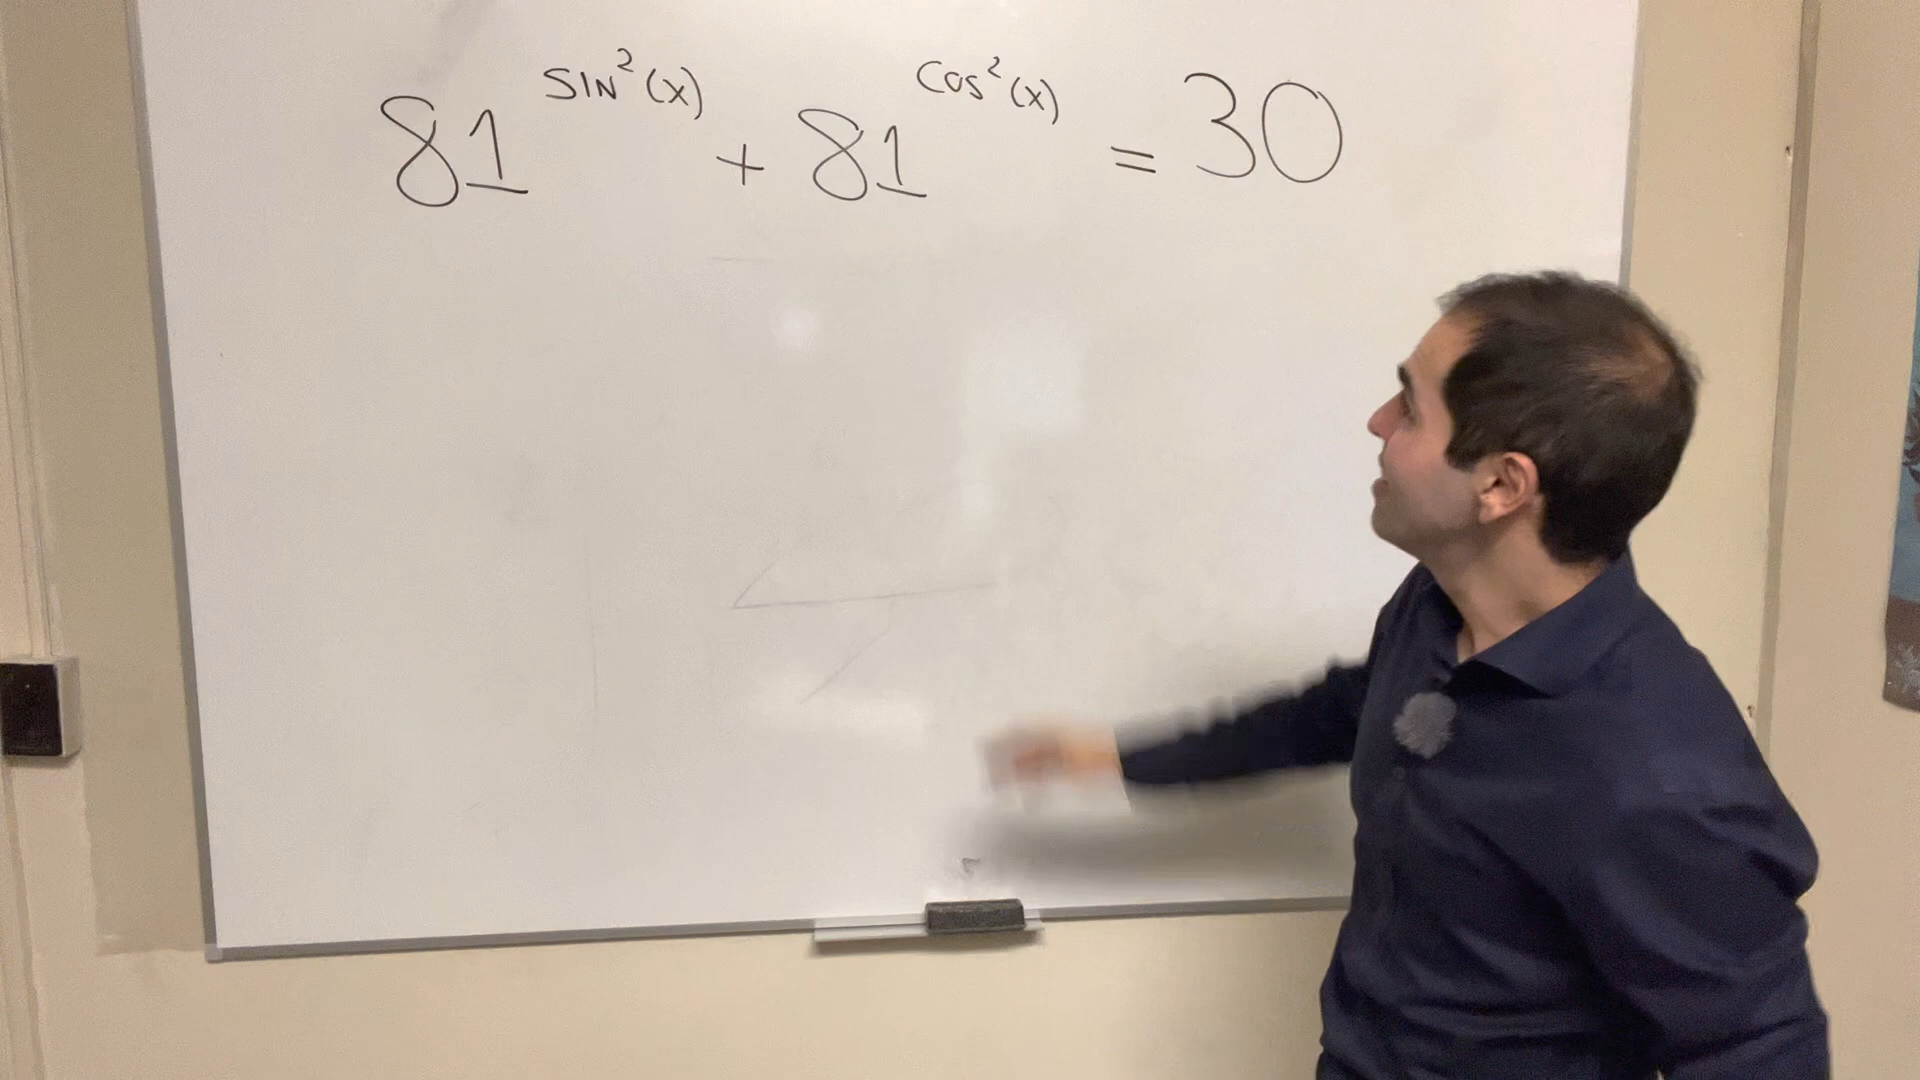 81^SIN²(x) + 81^COS²(x) = 30